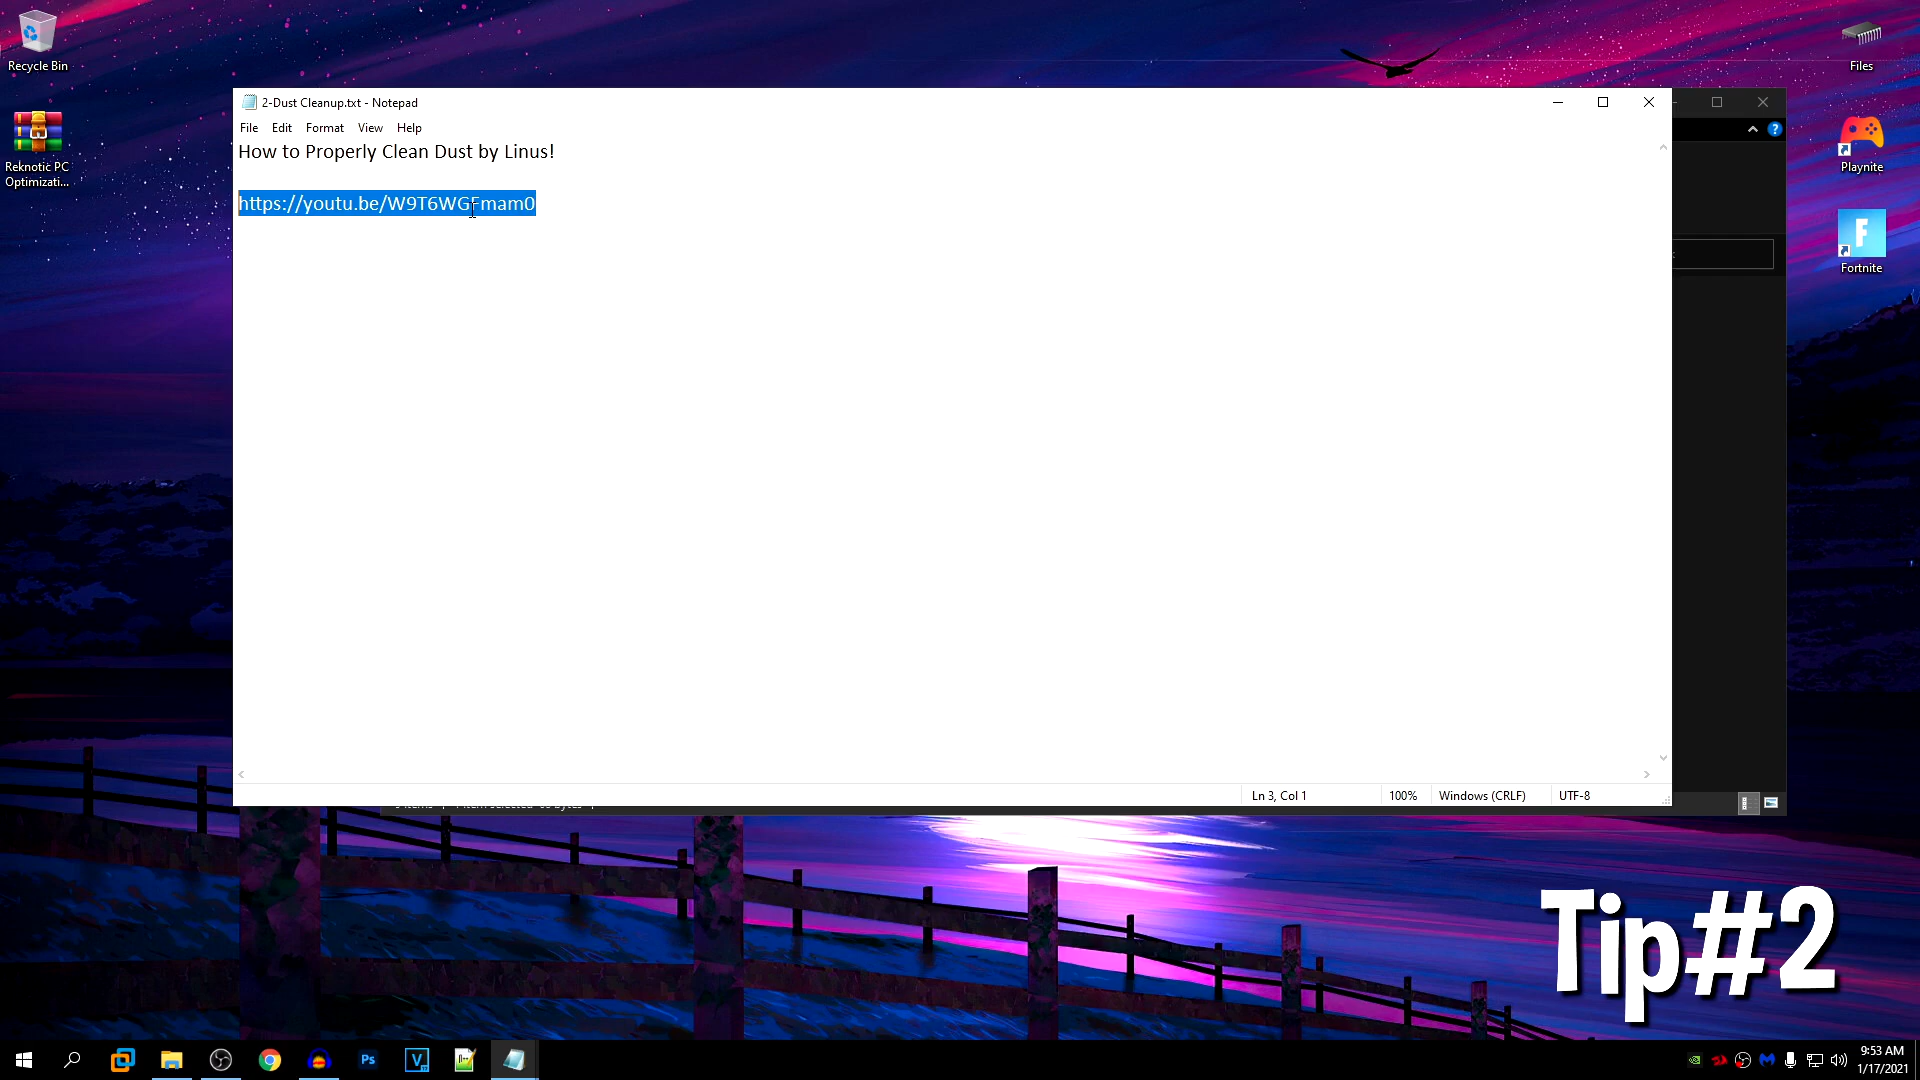 Recycle Bin
Reknotic PC
Optimizati...
2-Dust Cleanup.txt - Notepad
File Edit Format View Help
How to Properly Clean Dust by Linus!
https://youtu.be/W9T6WGFmam0
Ln 3, Col 1
100%
Windows (CRLF)
UTF-8
Files
Playnite
Fortnite
Tip#2
9:53 AM
1/17/2021